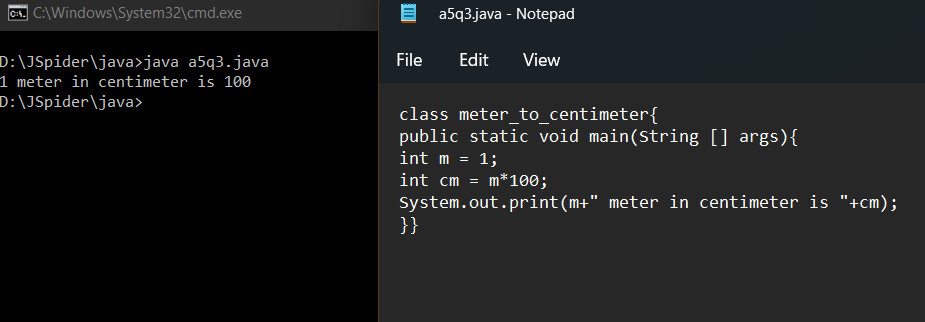 C:\Windows\System32\cmd.exe
D:\JSpider\java>java a5q3.java
1 meter in centimeter is 100
D:\JSpider\java>
a5q3.java - Notepad
File Edit View
class meter_to_centimeter{
public static void main(String [] args){
int m = 1;
int cm = m*100;
System.out.print(m+" meter in centimeter is "+cm);
}}